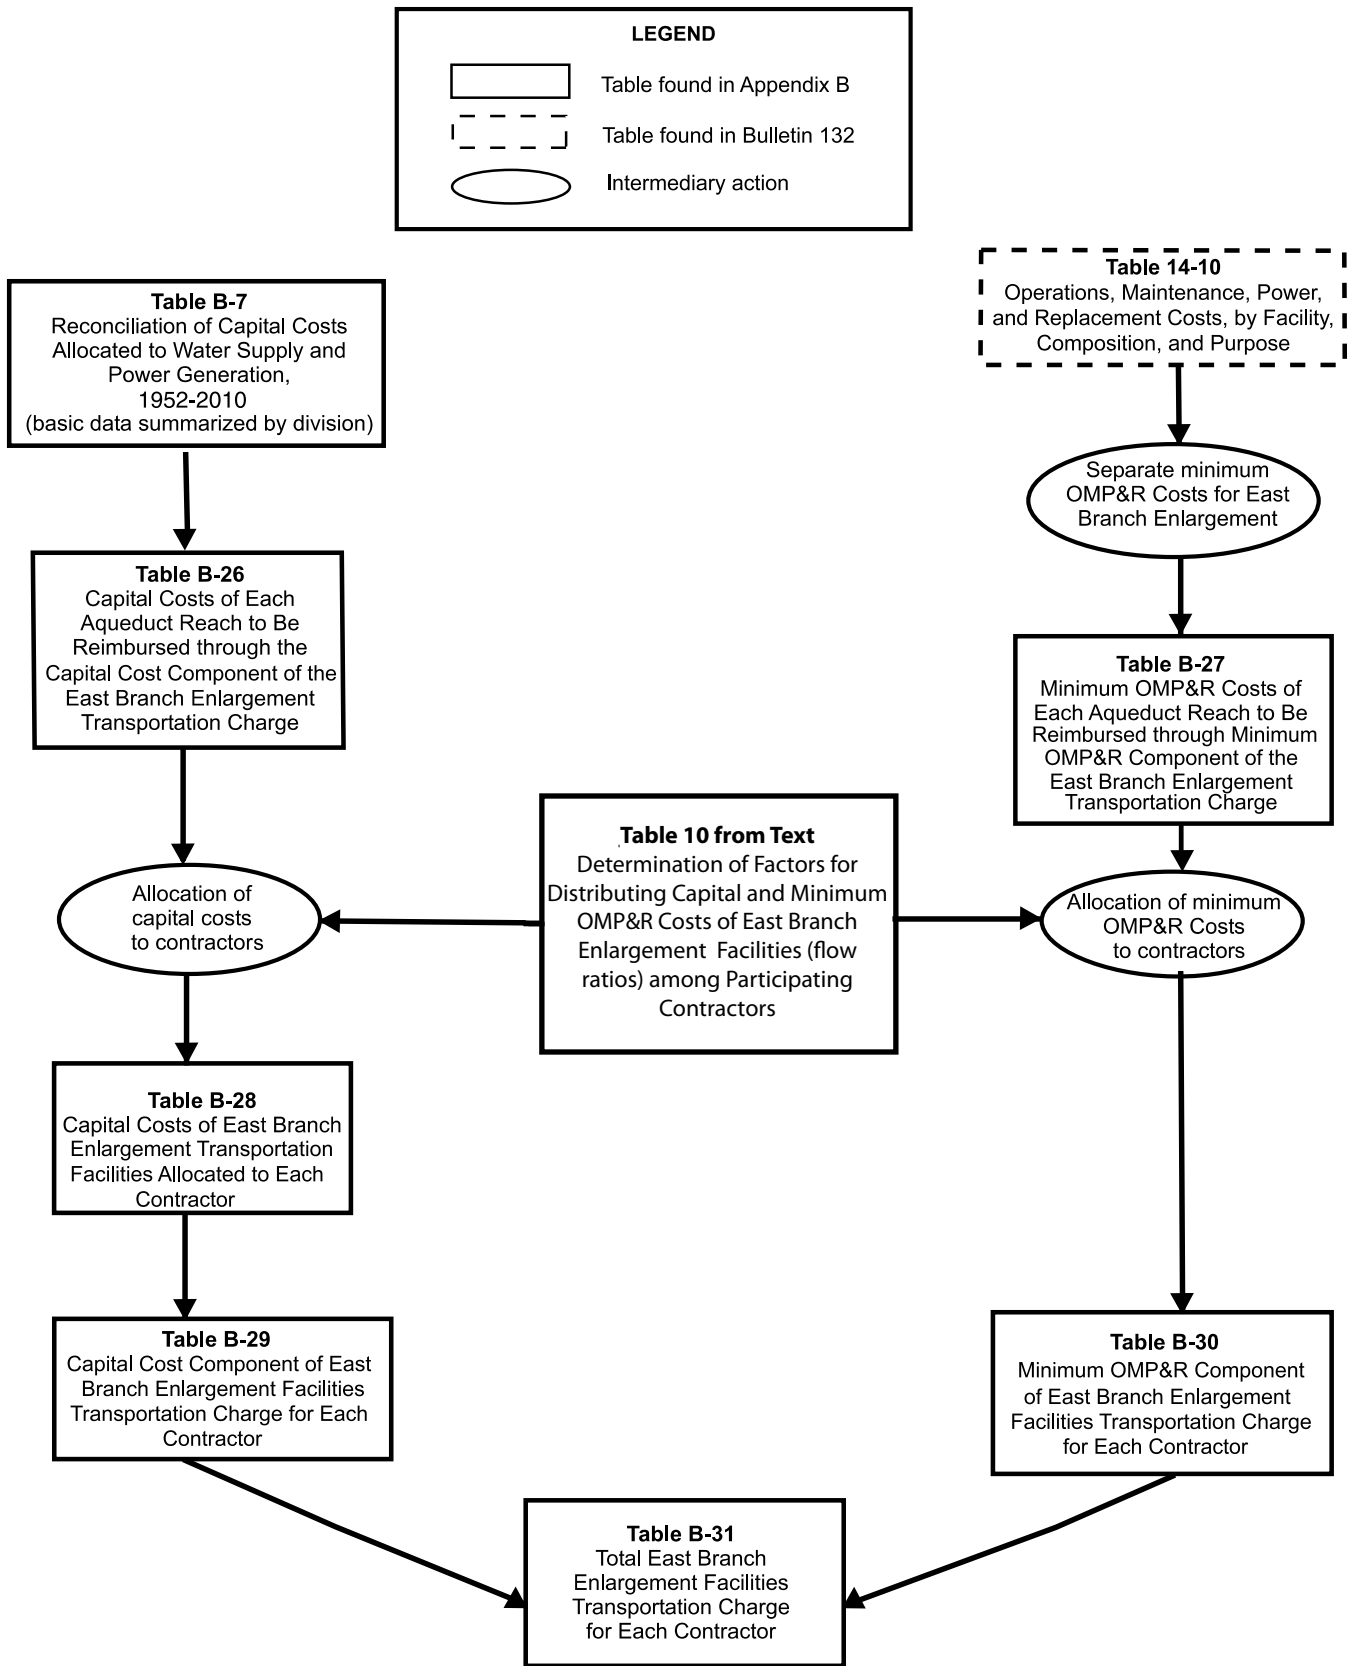 LEGEND
Table found in Appendix B
Table found in Bulletin 132
Intermediary action
Table B-7
Reconciliation of Capital Costs
Allocated to Water Supply and
Power Generation,
1952-2010
(basic data summarized by division)
Table 14-10
Operations, Maintenance, Power,
and Replacement Costs, by Facility,
Composition, and Purpose
Separate minimum
OMP&R Costs for East
Branch Enlargement
Table B-26
Capital Costs of Each
Aqueduct Reach to Be
Reimbursed through the
Capital Cost Component of the
East Branch Enlargement
Transportation Charge
Table B-27
Minimum OMP&R Costs of
Each Aqueduct Reach to Be
Reimbursed through Minimum
OMP&R Component of the
East Branch Enlargement
Transportation Charge
Table 10 from Text
Determination of Factors for
Distributing Capital and Minimum
OMP&R Costs of East Branch
Enlargement Facilities (flow
ratios) among Participating
Contractors
Allocation of
capital costs
to contractors
Allocation of minimum
OMP&R Costs
to contractors
Table B-28
Capital Costs of East Branch
Enlargement Transportation
Facilities Allocated to Each
Contractor
Table B-29
Capital Cost Component of East
Branch Enlargement Facilities
Transportation Charge for Each
Contractor
Table B-30
Minimum OMP&R Component
of East Branch Enlargement
Facilities Transportation Charge
for Each Contractor
Table B-31
Total East Branch
Enlargement Facilities
Transportation Charge
for Each Contractor